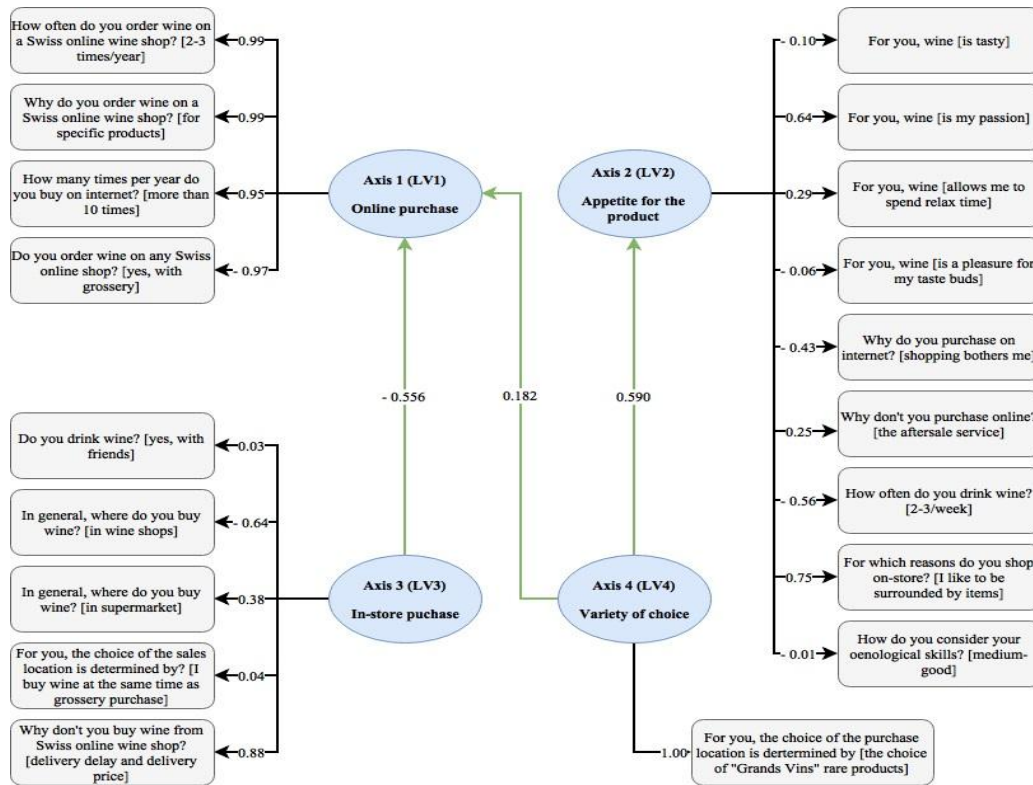 How often do you order wine on
a Swiss online wine shop? [2-3
times/year]
0.99
Why do you order wine on a
Swiss online wine shop? [for
specific products]
0.99
How many times per year do
you buy on internet? [more than
10 times]
0.95
Do you order wine on any Swiss
online shop? [yes, with
grossery]
- 0.97
Axis 1 (LV1)
Online purchase
Axis 2 (LV2)
Appetite for the
product
- 0.10
For you, wine [is tasty]
0.64
For you, wine [is my passion]
0.29
For you, wine [allows me to
spend relax time]
- 0.06
For you, wine [is a pleasure for
my taste buds]
- 0.43
Why do you purchase on
internet? [shopping bothers me]
0.25
Why don't you purchase online?
[the aftersale service]
- 0.56
How often do you drink wine?
[2-3/week]
0.75
For which reasons do you shop
on-store? [I like to be
surrounded by items]
- 0.01
How do you consider your
oenological skills? [medium-
good]
- 0.556
0.182
0.590
Do you drink wine? [yes, with
friends]
0.03
In general, where do you buy
wine? [in wine shops]
- 0.64
In general, where do you buy
wine? [in supermarket]
0.38
For you, the choice of the sales
location is determined by? [I
buy wine at the same time as
grossery purchase]
0.04
Why don't you buy wine from
Swiss online wine shop?
[delivery delay and delivery
price]
0.88
Axis 3 (LV3)
In-store puchase
Axis 4 (LV4)
Variety of choice
1.00
For you, the choice of the purchase
location is dertermined by [the
choice of "Grands Vins" rare
products]